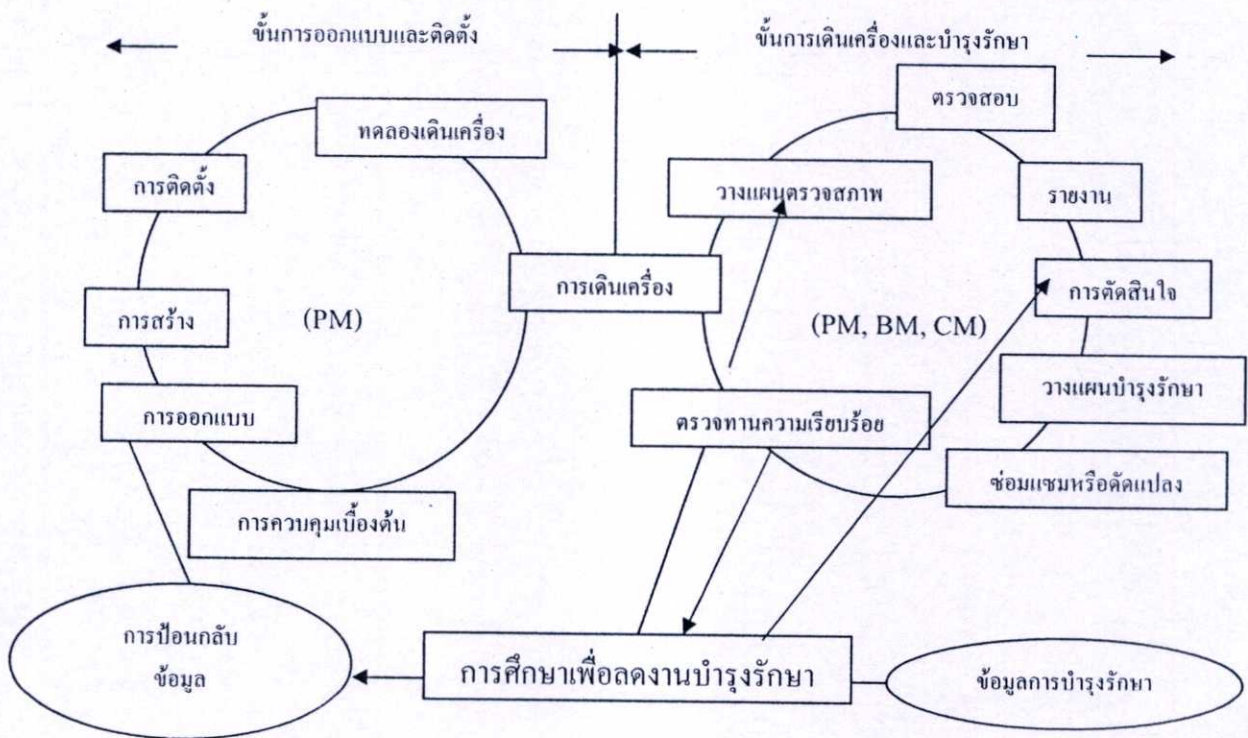 ขั้นการออกแบบและติดตั้ง
ขั้นการเดินเครื่องและบำรุงรักษา
ตรวจสอบ
ทดลองเดินเครื่อง
การติดตั้ง
วางแผนตรวจสภาพ
รายงาน
การเดินเครื่อง
การตัดสินใจ
การสร้าง
(PM)
(PM, BM, CM)
วางแผนบำรุงรักษา
การออกแบบ
ตรวจทานความเรียบร้อย
ซ่อมแซมหรือดัดแปลง
การควบคุมเบื้องต้น
การป้อนกลับ
ข้อมูล
การศึกษาเพื่อลดงานบำรุงรักษา
ข้อมูลการบำรุงรักษา